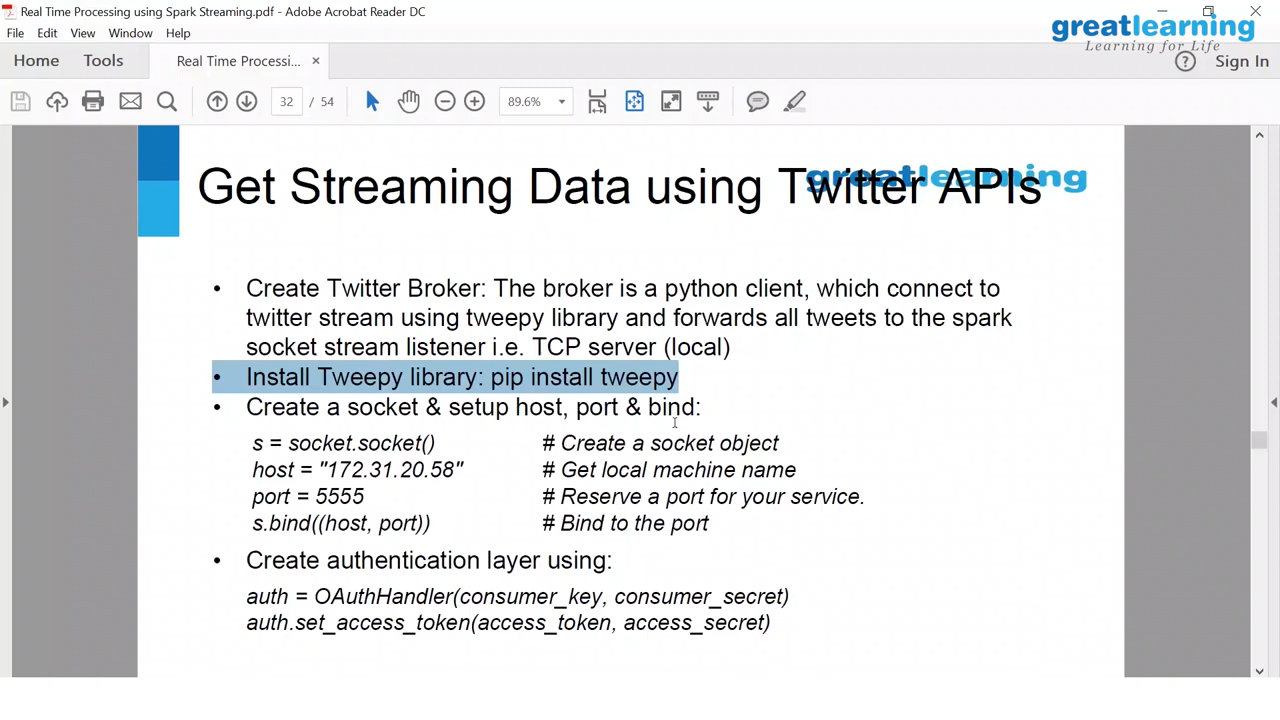 Real Time Processing using Spark Streaming.pdf - Adobe Acrobat Reader DC
File Edit View Window Help
greatlearning
Learning for Life
Home Tools Real Time Processi... × ? Sign In
32 / 54 89.6%
Get Streaming Data using Twitter APIs
greatlearning
• Create Twitter Broker: The broker is a python client, which connect to
twitter stream using tweepy library and forwards all tweets to the spark
socket stream listener i.e. TCP server (local)
• Install Tweepy library: pip install tweepy
• Create a socket & setup host, port & bind:
s = socket.socket() # Create a socket object
host = "172.31.20.58" # Get local machine name
port = 5555 # Reserve a port for your service.
s.bind((host, port)) # Bind to the port
• Create authentication layer using:
auth = OAuthHandler(consumer_key, consumer_secret)
auth.set_access_token(access_token, access_secret)